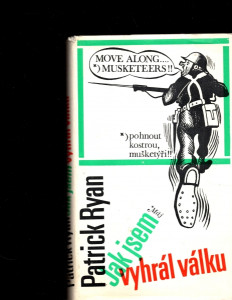 MOVE ALONG....
*) MUSKETEERS!!
*) pohnout
kostrou,
mušketýři!!
Patrick Ryan
Jak jsem
vyhrál válku